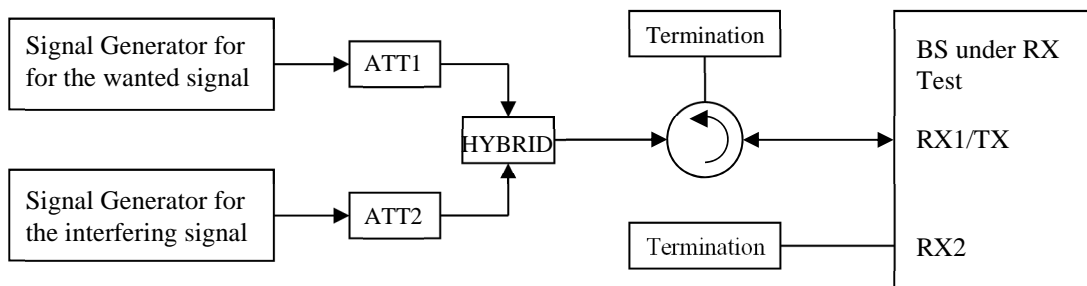 Signal Generator for
for the wanted signal
ATT1
HYBRID
Signal Generator for
the interfering signal
ATT2
Termination
Termination
BS under RX
Test
RX1/TX
RX2